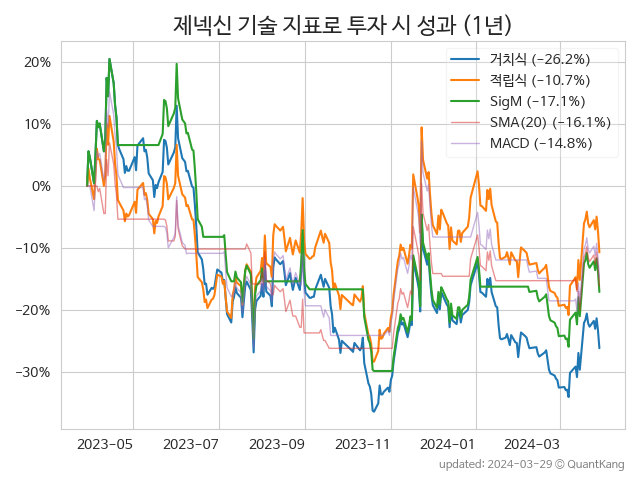 제넥신 기술 지표로 투자 시 성과 (1년)
거치식 (−26.2%)
적립식 (−10.7%)
SigM (−17.1%)
SMA(20) (−16.1%)
MACD (−14.8%)
20%
10%
0%
−10%
−20%
−30%
2023-05 2023-07 2023-09 2023-11 2024-01 2024-03
updated: 2024-03-29 © QuantKang